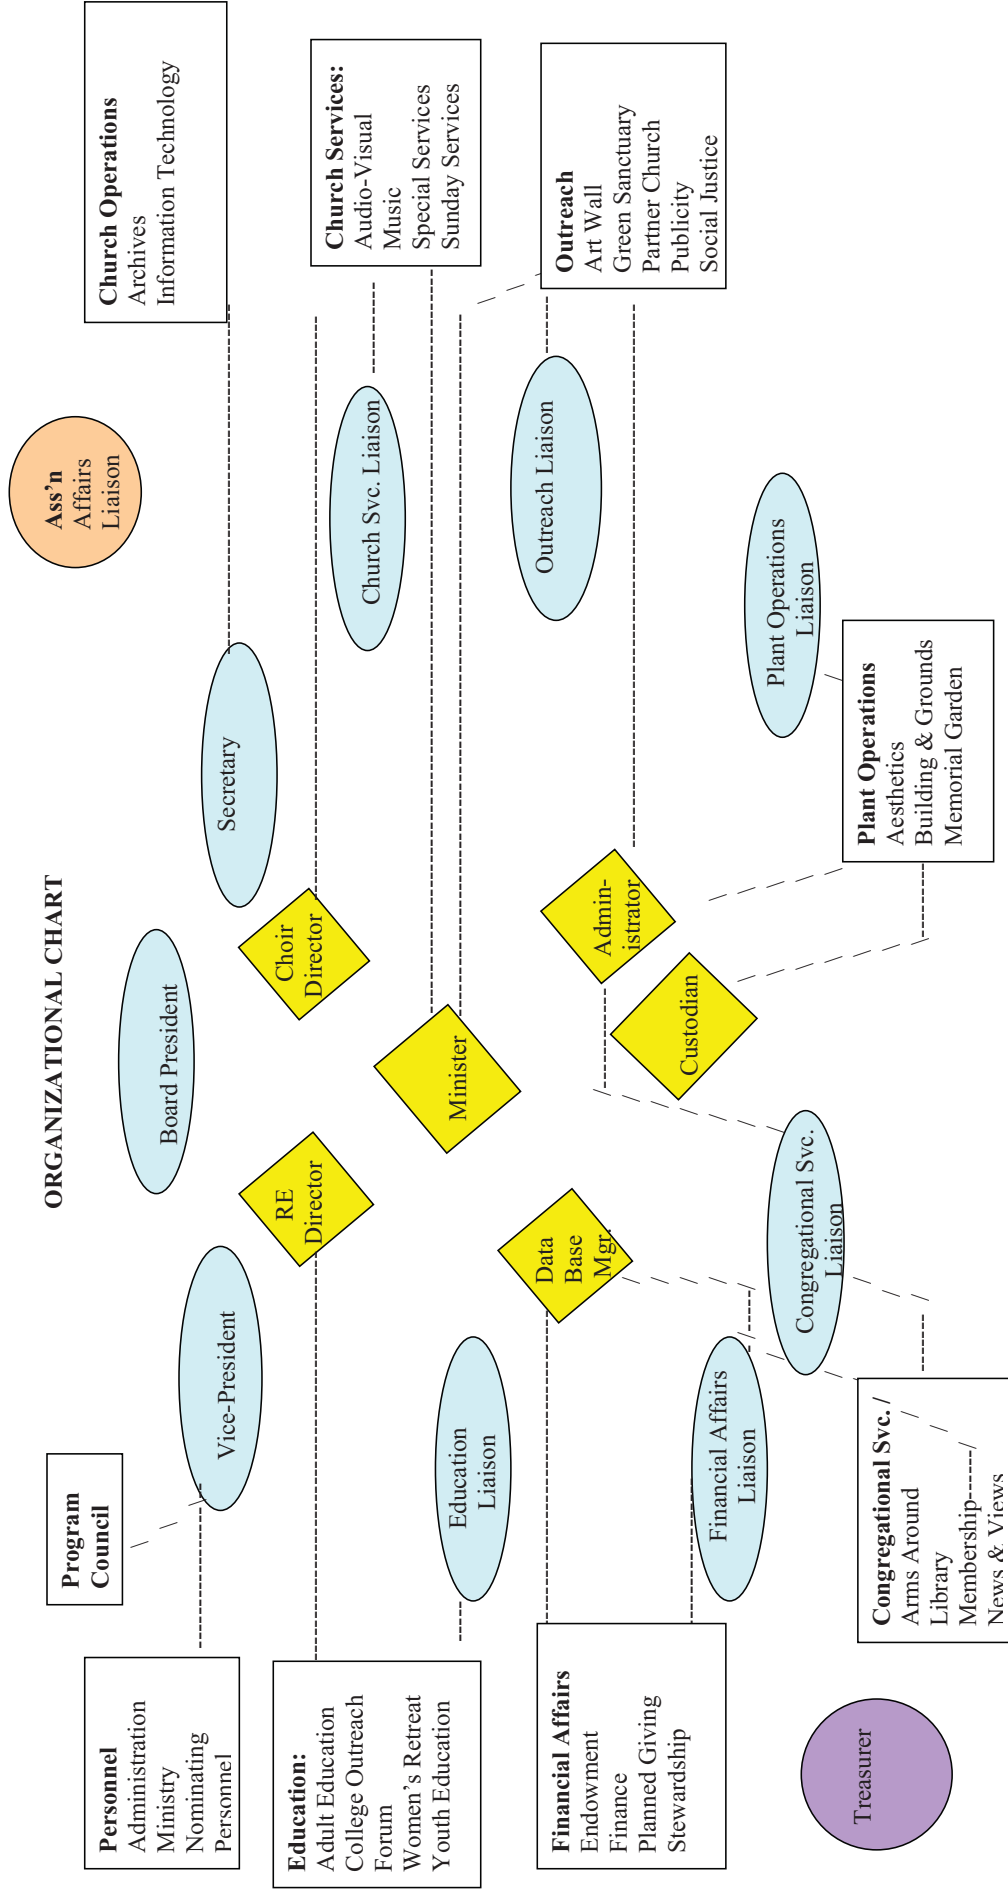 ORGANIZATIONAL CHART
Program
Council
Ass'n
Affairs
Liaison
Personnel
Administration
Ministry
Nominating
Personnel
Vice-President
Board President
Secretary
Church Operations
Archives
Information Technology
Education:
Adult Education
College Outreach
Forum
Women's Retreat
Youth Education
RE
Director
Choir
Director
Church Svc. Liaison
Church Services:
Audio-Visual
Music
Special Services
Sunday Services
Education
Liaison
Minister
Financial Affairs
Endowment
Finance
Planned Giving
Stewardship
Data
Base
Mgr.
Admin-
istrator
Outreach Liaison
Outreach
Art Wall
Green Sanctuary
Partner Church
Publicity
Social Justice
Financial Affairs
Liaison
Custodian
Plant Operations
Liaison
Treasurer
Congregational Svc.
Liaison
Congregational Svc. /
Arms Around
Library
Membership
News & Views
Plant Operations
Aesthetics
Building & Grounds
Memorial Garden